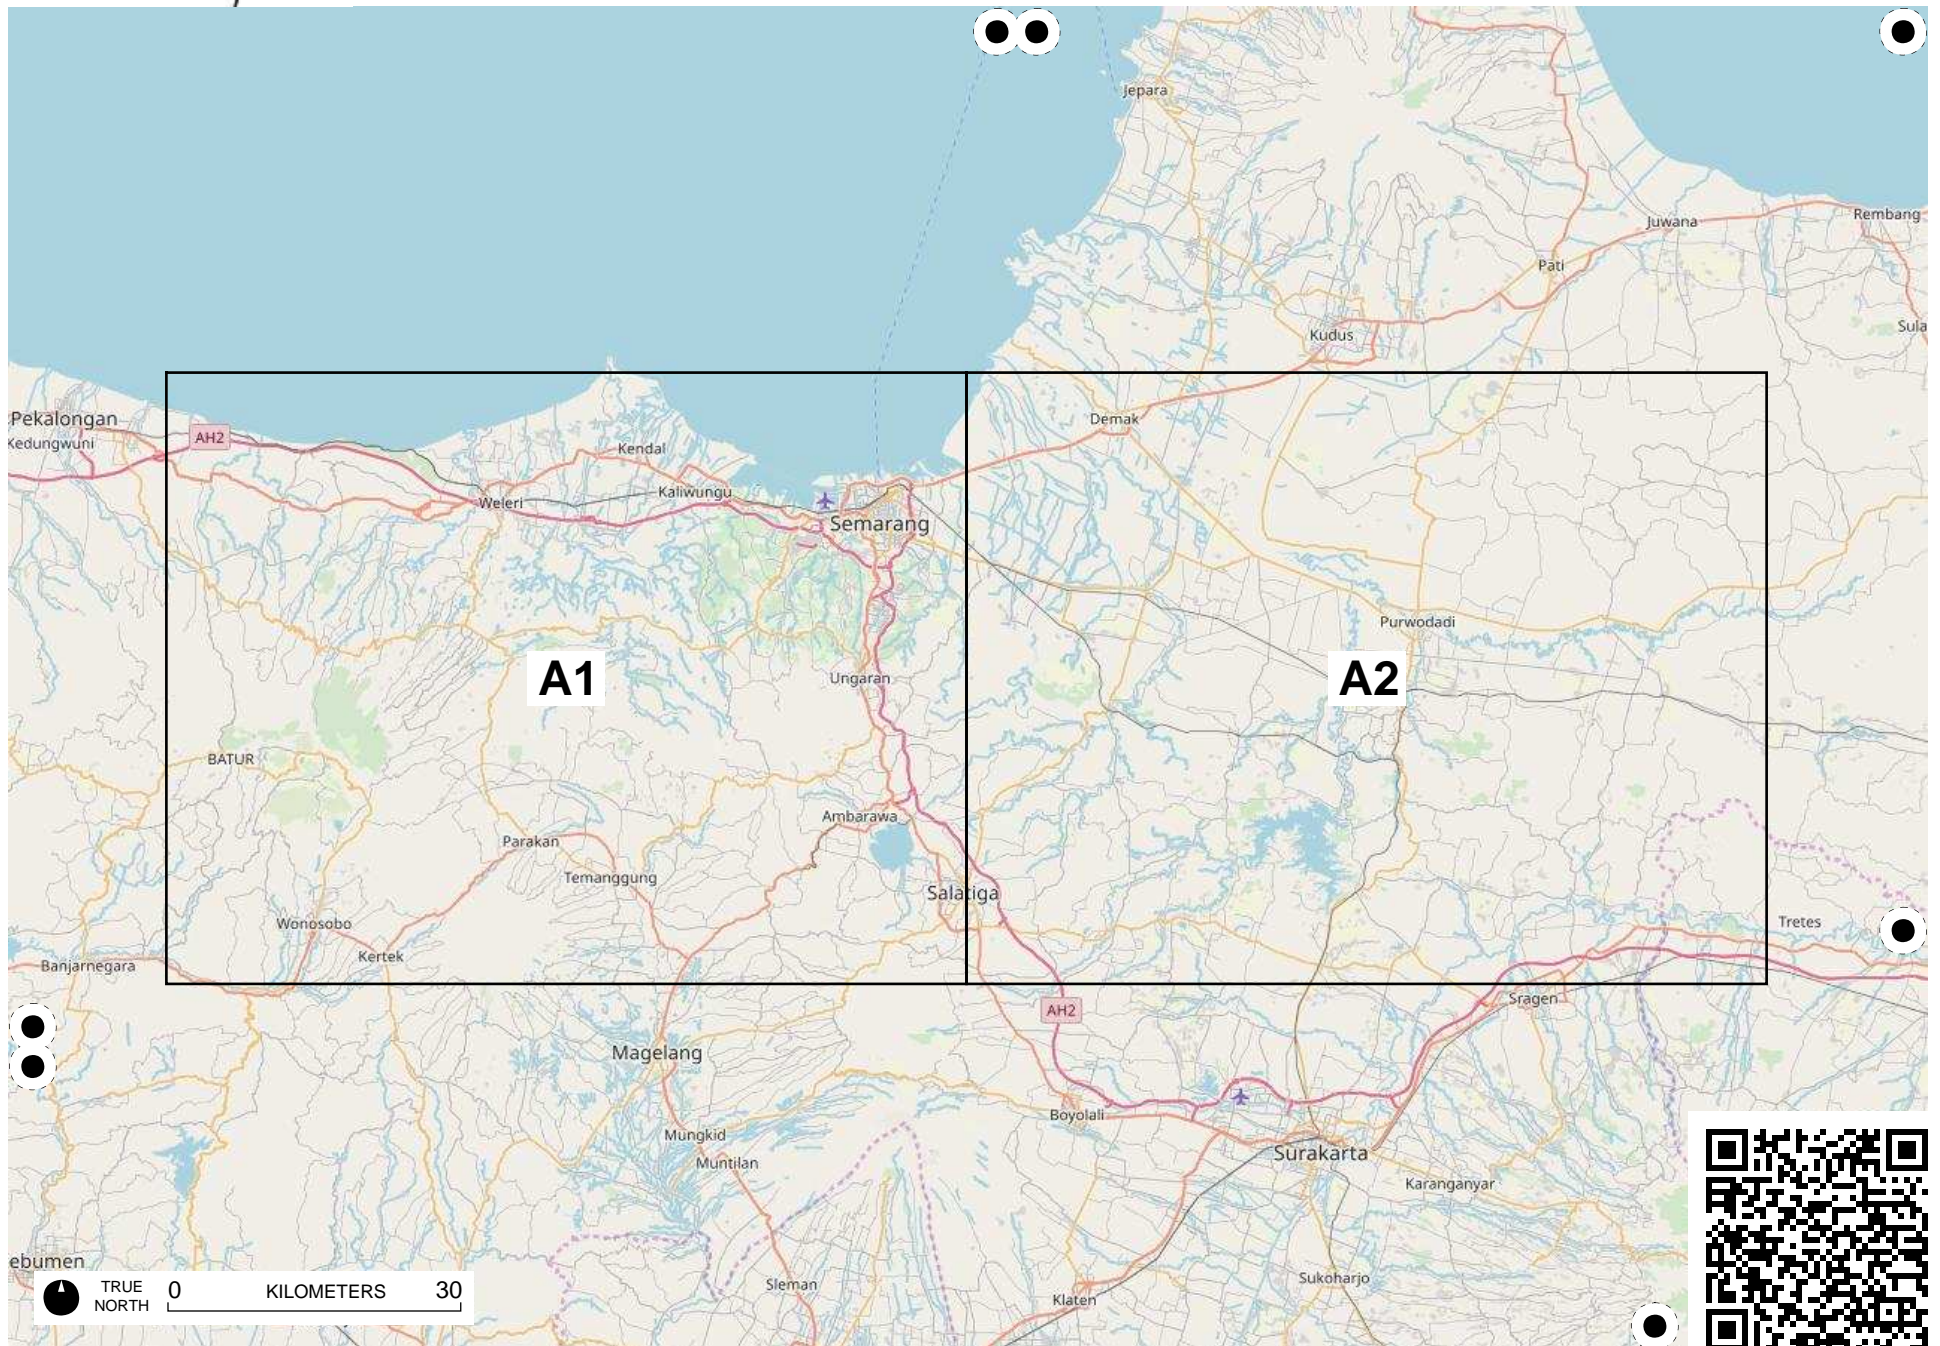 Jepara
Juwana
Rembang
Pati
Kudus
Sula
Pekalongan
Kedungwuni
AH2
Demak
Kendal
Weleri
Kaliwungu
Semarang
Purwodadi
A1
A2
Ungaran
BATUR
Ambarawa
Parakan
Temanggung
Salatiga
Wonosobo
Tretes
Kertek
Banjarnegara
Sragen
AH2
Magelang
Boyolali
Mungkid
Muntilan
Surakarta
Karanganyar
ebumen
Sleman
Sukoharjo
Klaten
TRUE
NORTH
0 KILOMETERS 30